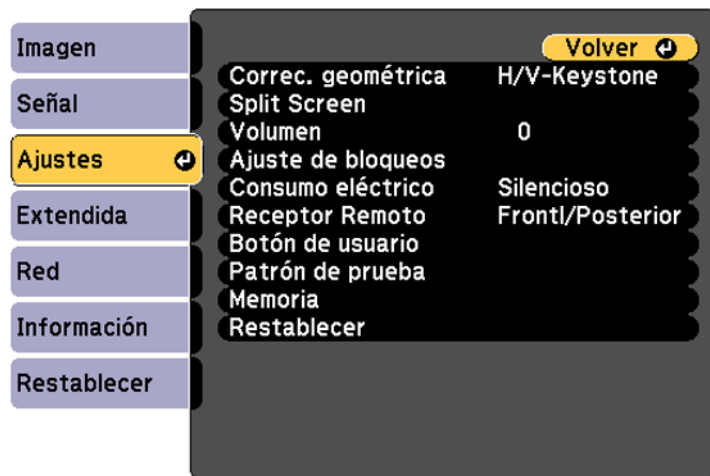 Imagen
Señal
Ajustes
Extendida
Red
Información
Restablecer
Volver
Correc. geométrica H/V-Keystone
Split Screen
Volumen 0
Ajuste de bloqueos
Consumo eléctrico Silencioso
Receptor Remoto Frontl/Posterior
Botón de usuario
Patrón de prueba
Memoria
Restablecer